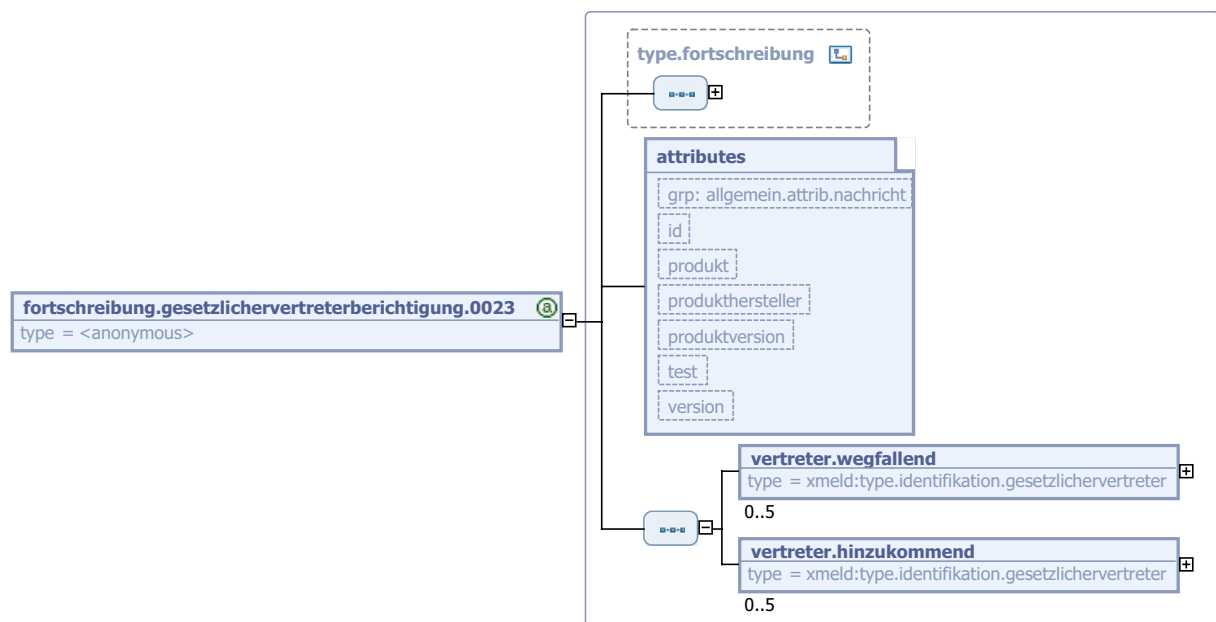 type.fortschreibung
attributes
grp: allgemein.attrib.nachricht
id
produkt
produkthersteller
produktversion
test
version
fortschreibung.gesetzlichervertreterberichtigung.0023
type = <anonymous>
vertreter.wegfallend
type = xmeld:type.identifikation.gesetzlichervertreter
0..5
vertreter.hinzukommend
type = xmeld:type.identifikation.gesetzlichervertreter
0..5